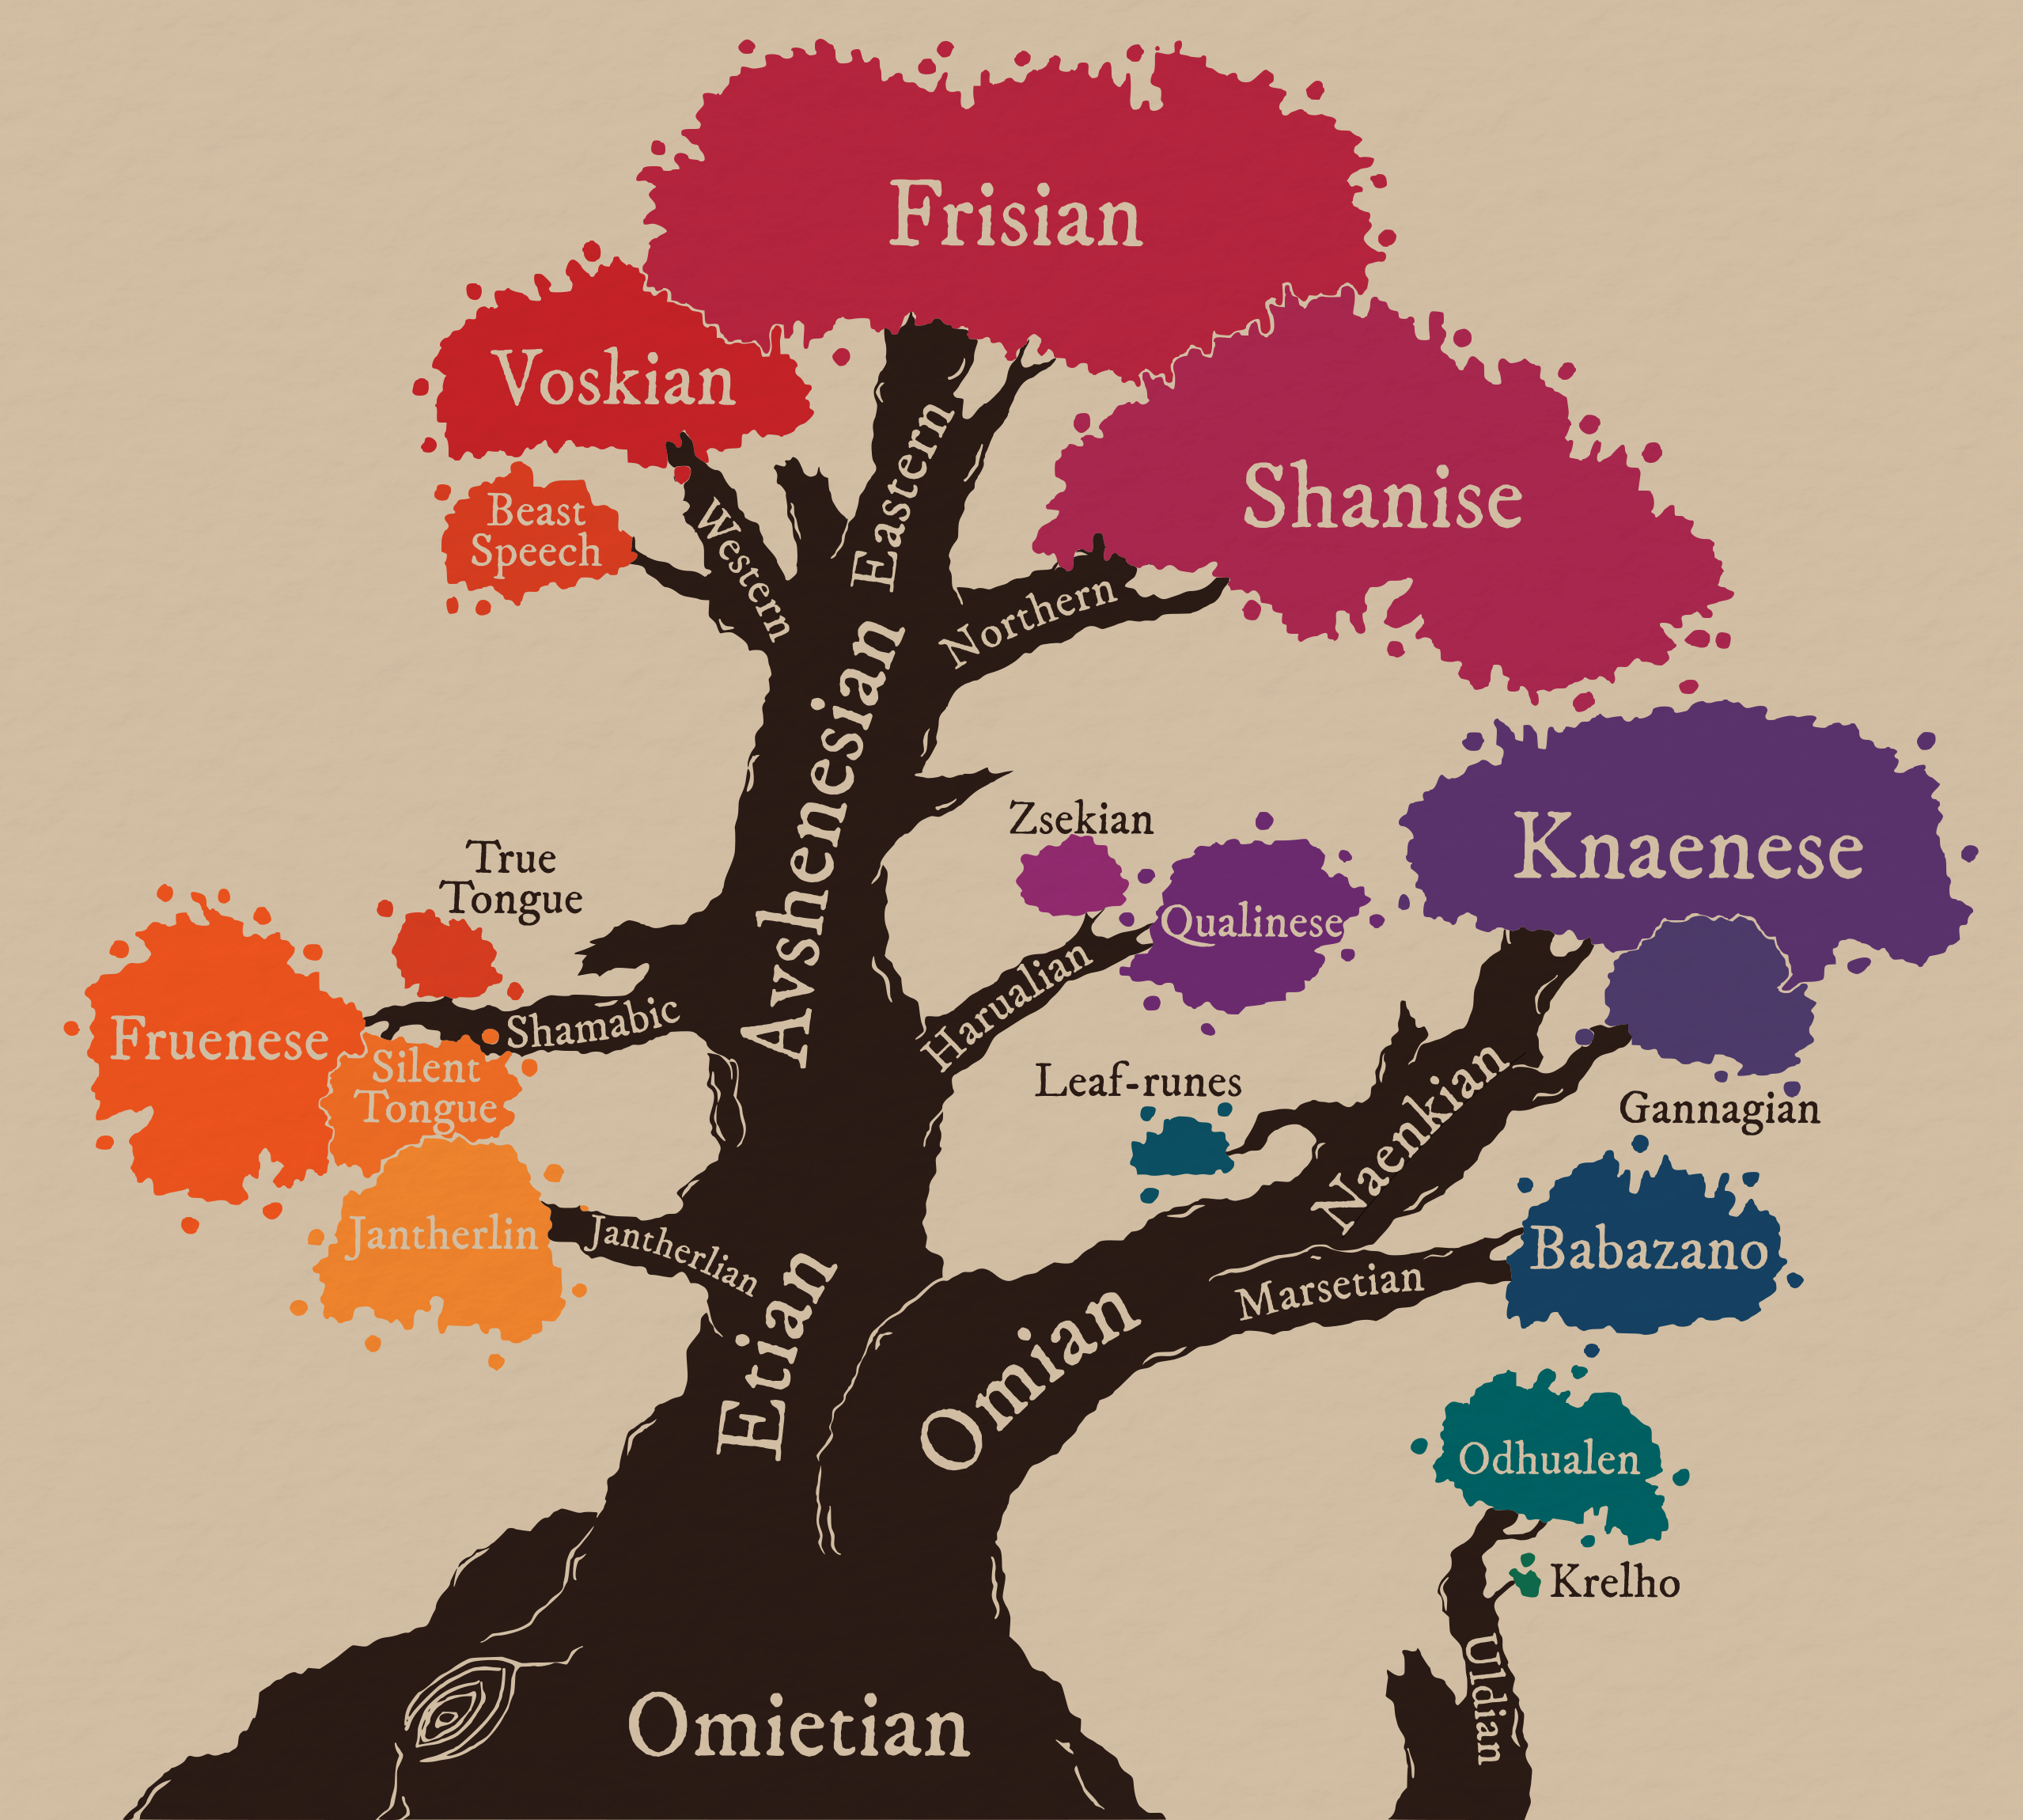 Frisian
Voskian
Beast
Speech
Shanise
Western
Eastern
Northern
Avshenesian
Knaenese
Zsekian
Qualinese
True
Tongue
Fruenese
Silent
Tongue
Shamabic
Harualian
Leaf-runes
Naenkian
Gannagian
Jantherlin
Jantherlian
Babazano
Marsetian
Etian
Omian
Odhualen
Krelho
Uldian
Omietian